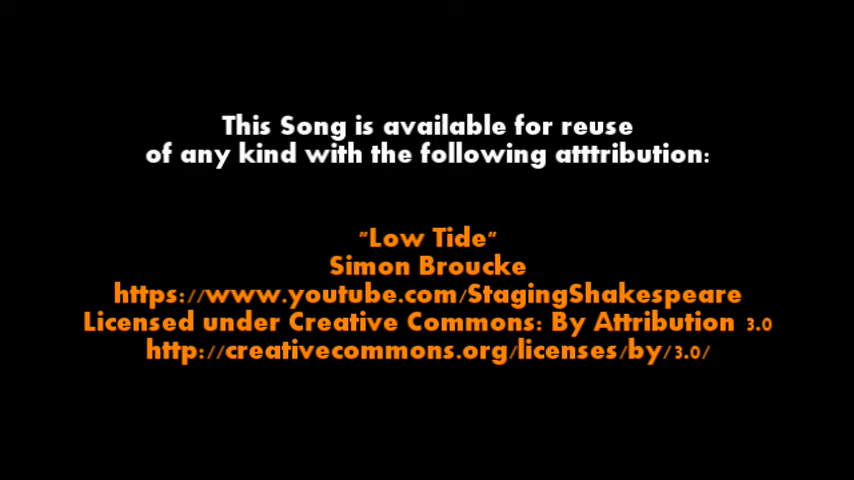 This Song is available for reuse
of any kind with the following atttribution:
"Low Tide"
Simon Broucke
https://www.youtube.com/StagingShakespeare
Licensed under Creative Commons: By Attribution 3.0
http://creativecommons.org/licenses/by/3.0/